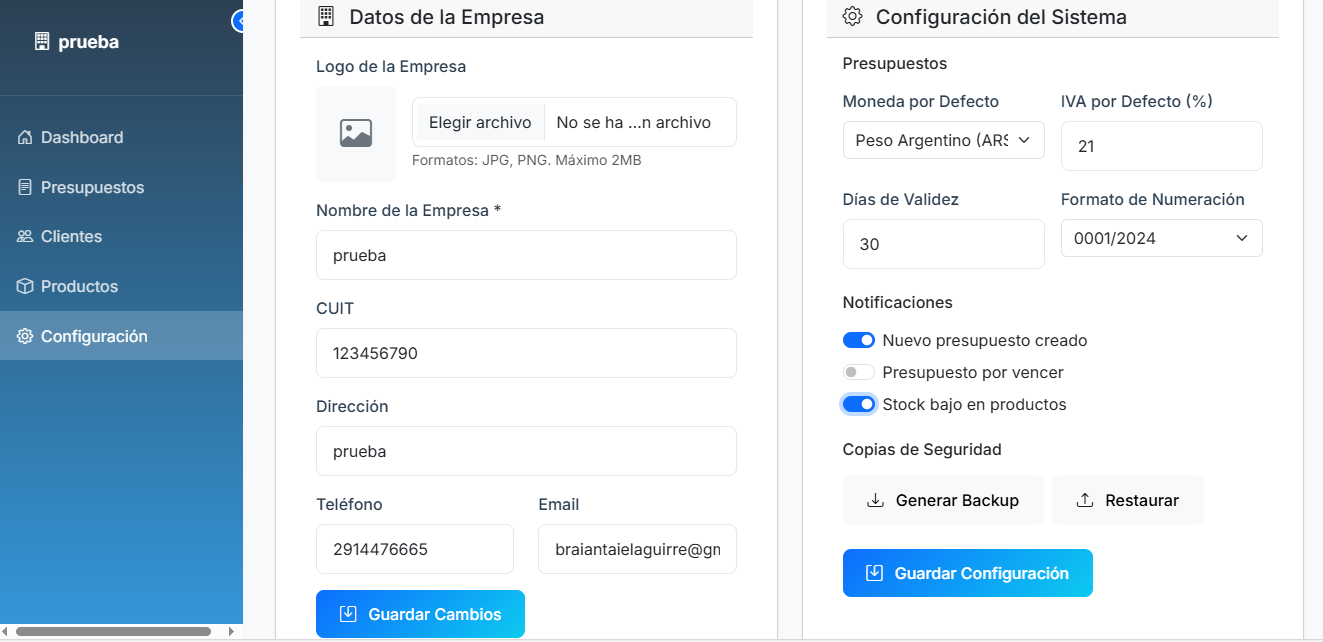 prueba
Dashboard
Presupuestos
Clientes
Productos
Configuración
Datos de la Empresa
Logo de la Empresa
Elegir archivo No se ha ...n archivo
Formatos: JPG, PNG. Máximo 2MB
Nombre de la Empresa *
prueba
CUIT
123456790
Dirección
prueba
Teléfono Email
2914476665 braiantaielaguirre@gm
Guardar Cambios
Configuración del Sistema
Presupuestos
Moneda por Defecto IVA por Defecto (%)
Peso Argentino (ARS 21
Días de Validez Formato de Numeración
30 0001/2024
Notificaciones
Nuevo presupuesto creado
Presupuesto por vencer
Stock bajo en productos
Copias de Seguridad
Generar Backup Restaurar
Guardar Configuración